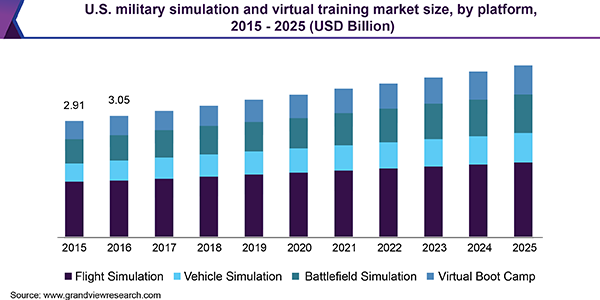 U.S. military simulation and virtual training market size, by platform,
2015 - 2025 (USD Billion)
2.91
3.05
2015 2016 2017 2018 2019 2020 2021 2022 2023 2024 2025
Flight Simulation Vehicle Simulation Battlefield Simulation Virtual Boot Camp
Source: www.grandviewresearch.com